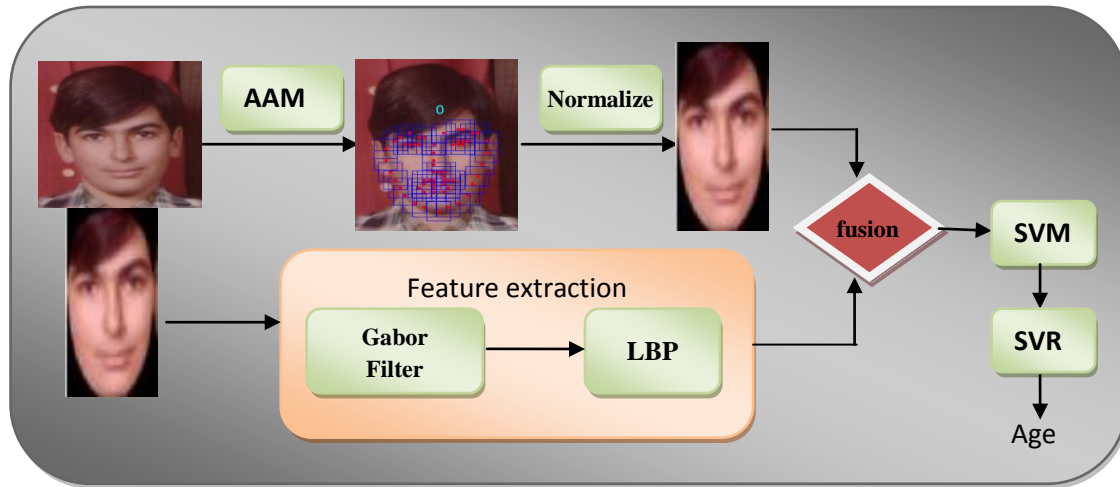 AAM
Normalize
fusion
SVM
SVR
Age
Feature extraction
Gabor
Filter
LBP